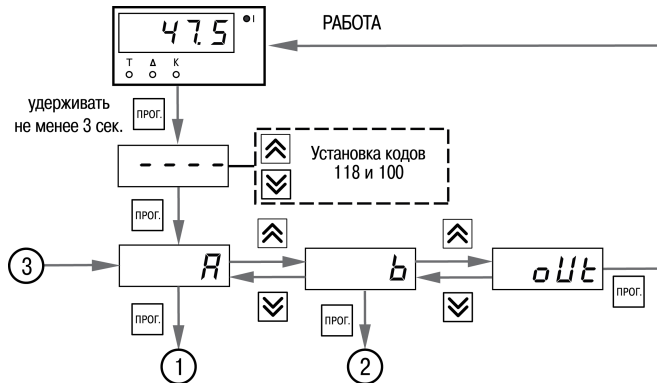 47.5
I
РАБОТА
Т Δ К
удерживать
не менее 3 сек.
ПРОГ.
- - - -
Установка кодов
118 и 100
ПРОГ.
3
A
b
oUt
ПРОГ.
ПРОГ.
ПРОГ.
1
2